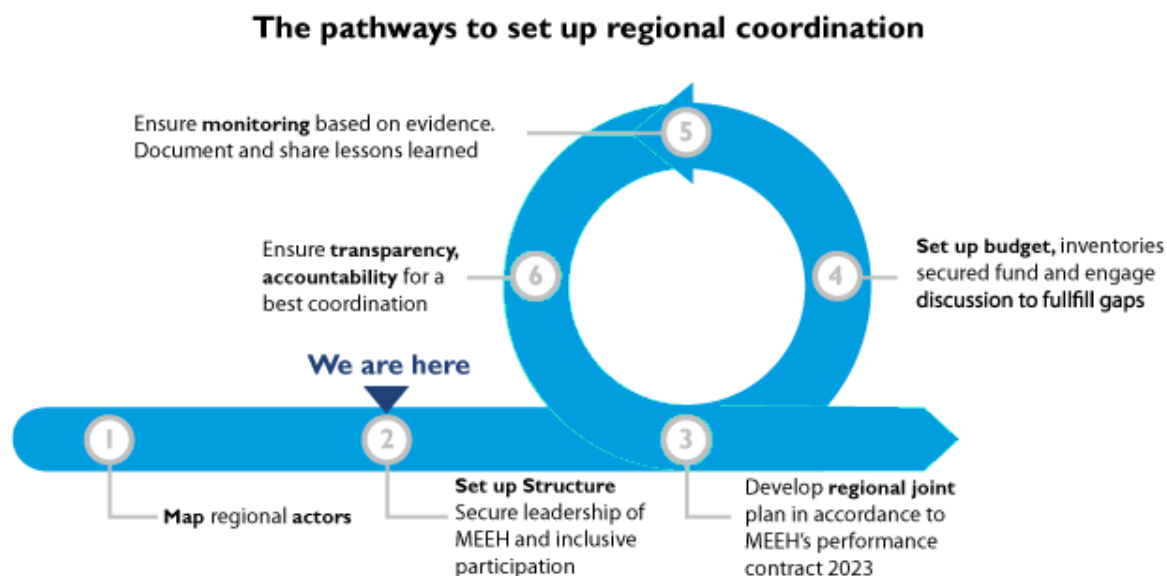 The pathways to set up regional coordination
Ensure monitoring based on evidence.
Document and share lessons learned
5
Ensure transparency,
accountability for a
best coordination
6
4
Set up budget, inventories
secured fund and engage
discussion to fullfill gaps
We are here
1
2
3
Map regional actors
Set up Structure
Secure leadership of
MEEH and inclusive
participation
Develop regional joint
plan in accordance to
MEEH's performance
contract 2023